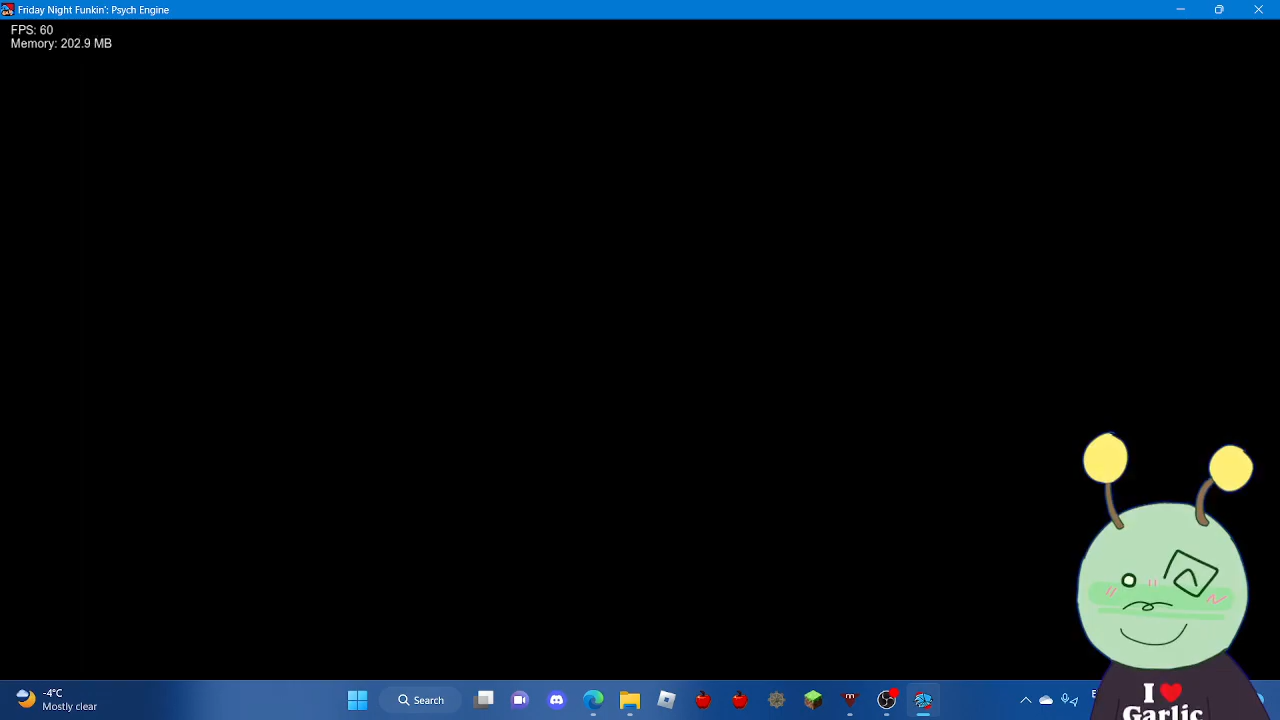 Friday Night Funkin': Psych Engine
FPS: 60
Memory: 202.9 MB
-4°C
Mostly clear
Search
I
Garlic